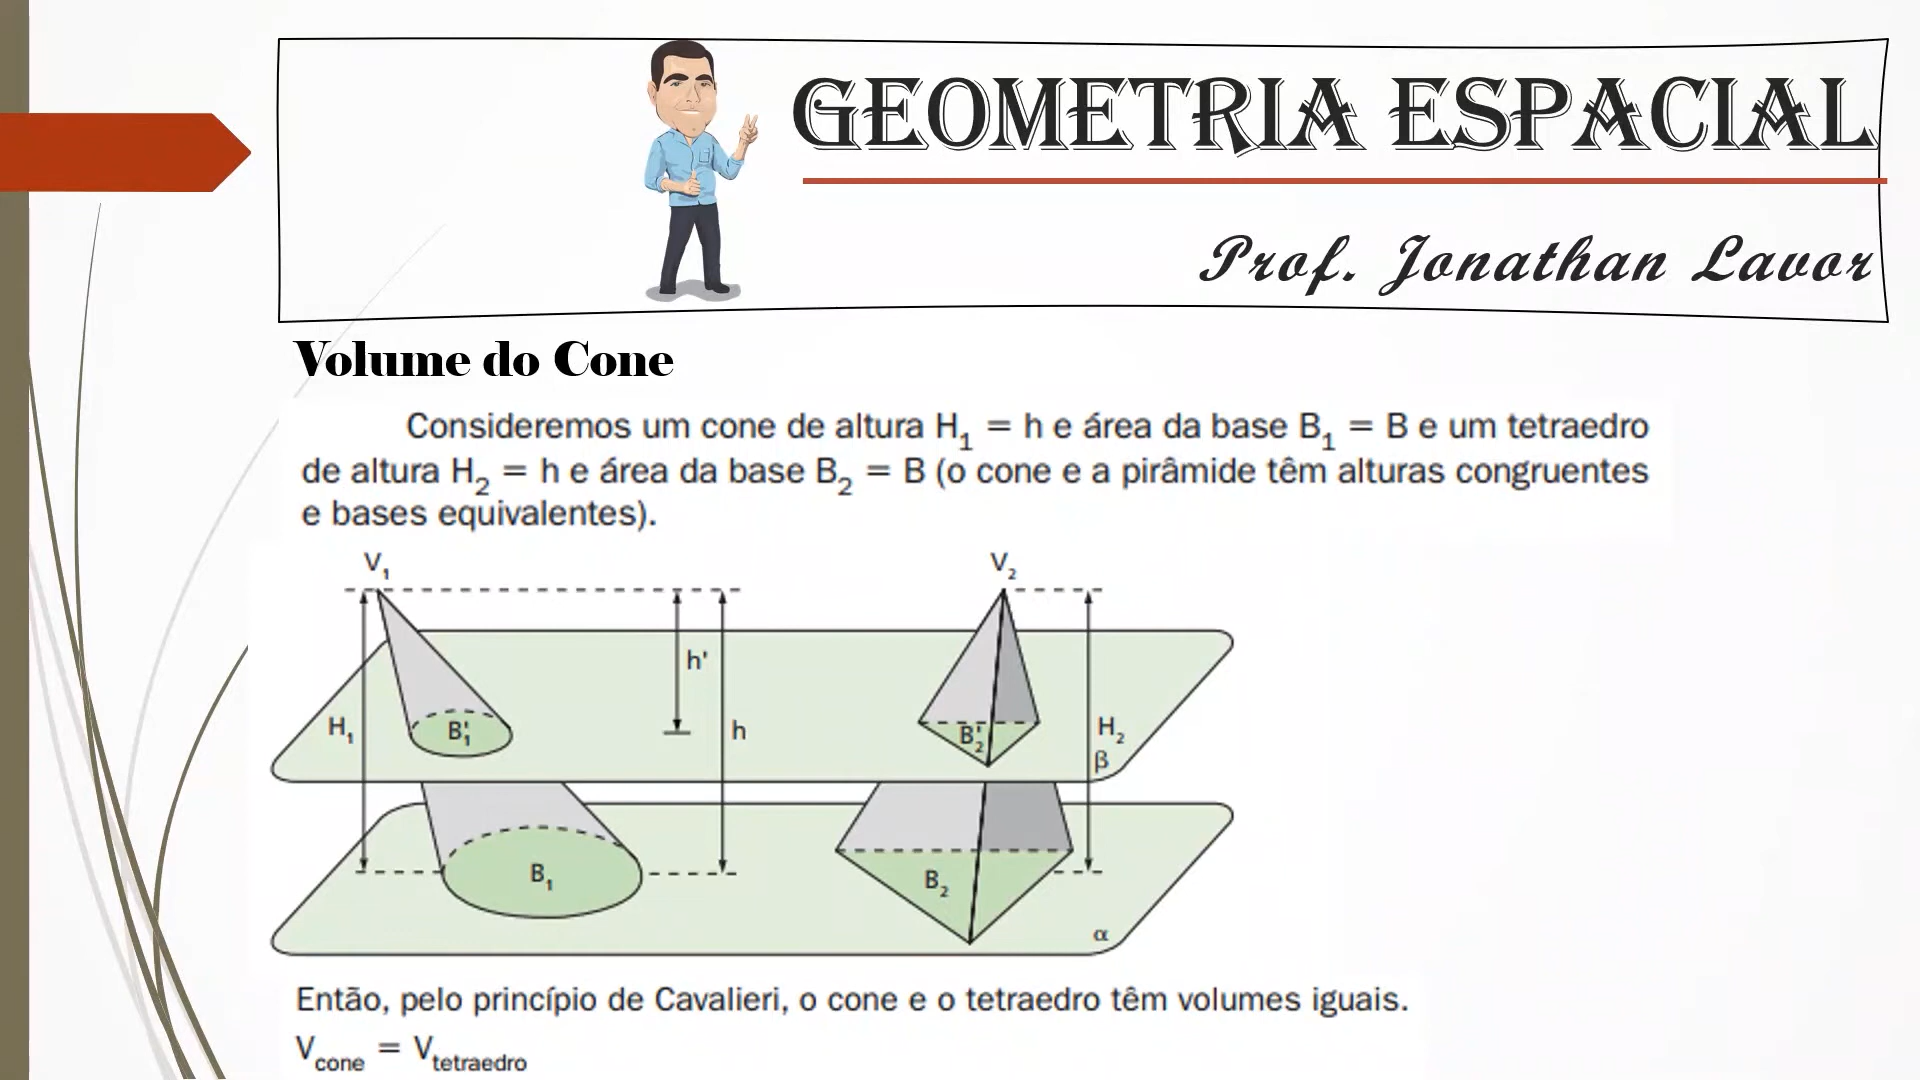 GEOMETRIA ESPACIAL
Prof. Jonathan Lavor
Volume do Cone
Consideremos um cone de altura H₁ = h e área da base B₁ = B e um tetraedro
de altura H₂ = h e área da base B₂ = B (o cone e a pirâmide têm alturas congruentes
e bases equivalentes).
V₁ V₂
h'
H₁ B'₁ h B'₂ H₂
β
B₁ B₂
α
Então, pelo princípio de Cavalieri, o cone e o tetraedro têm volumes iguais.
Vcone = Vtetraedro